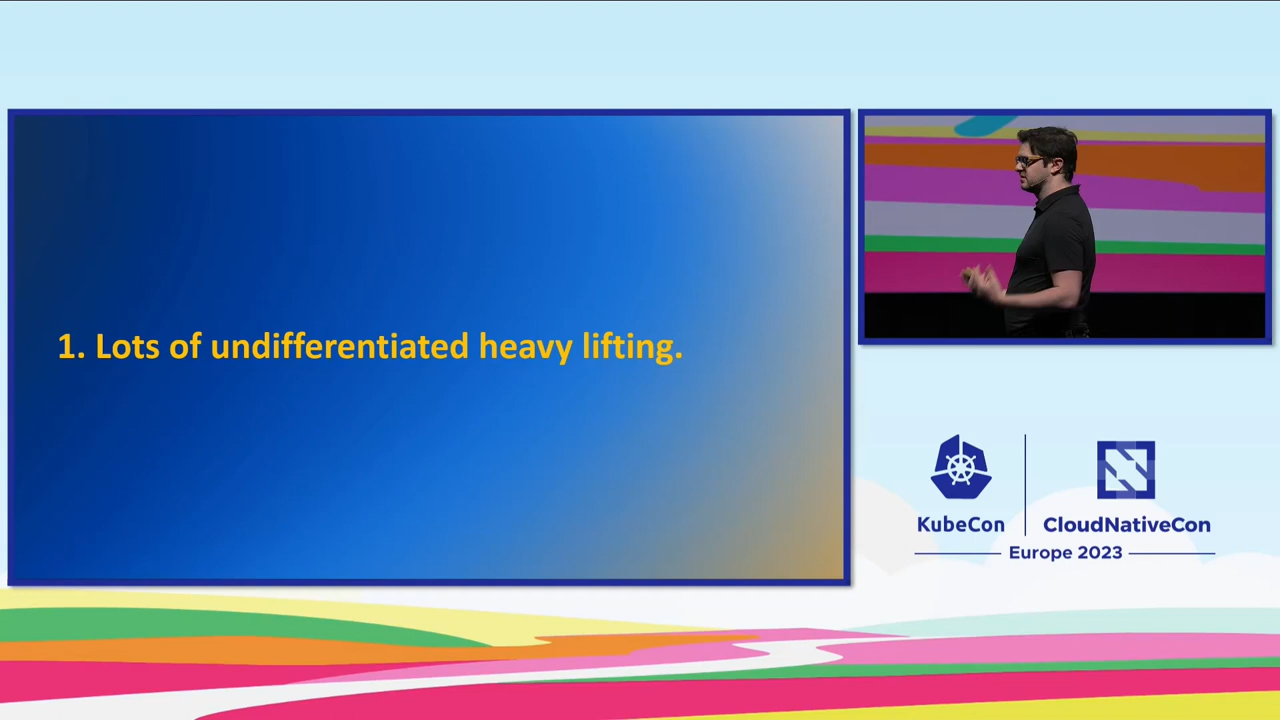 1. Lots of undifferentiated heavy lifting.
KubeCon
CloudNativeCon
Europe 2023